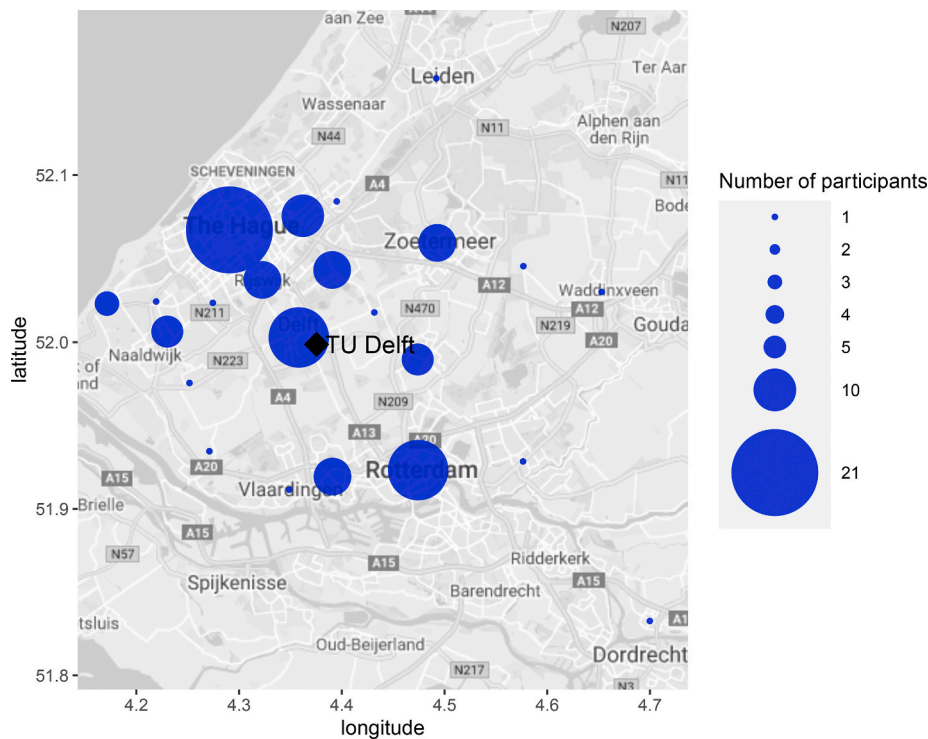 aan Zee
N207
Leiden
Ter Aar
Wassenaar
N11
Alphen aan
den Rijn
N44
SCHEVENINGEN
52.1
A4
N11
Bode
The Hague
Zoetermeer
Rijswijk
A12
Waddinxveen
N211
N470
A12
N219
Gouda
Delft
A20
52.0
TU Delft
Naaldwijk
N223
k of
and
A4
N209
A13
A20
A20
Rotterdam
A15
Vlaardingen
51.9
Brielle
A15
N57
A15
Ridderkerk
A15
Spijkenisse
Barendrecht
A1
tsluis
Oud-Beijerland
Dordrecht
N217
N3
51.8
4.2
4.3
4.4
4.5
4.6
4.7
longitude
latitude
Number of participants
1
2
3
4
5
10
21